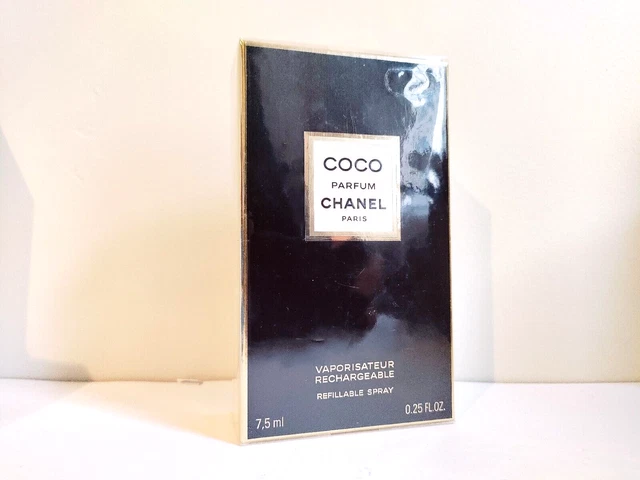 COCO
PARFUM
CHANEL
PARIS
VAPORISATEUR
RECHARGEABLE
REFILLABLE SPRAY
7,5 ml
0.25 FL.OZ.